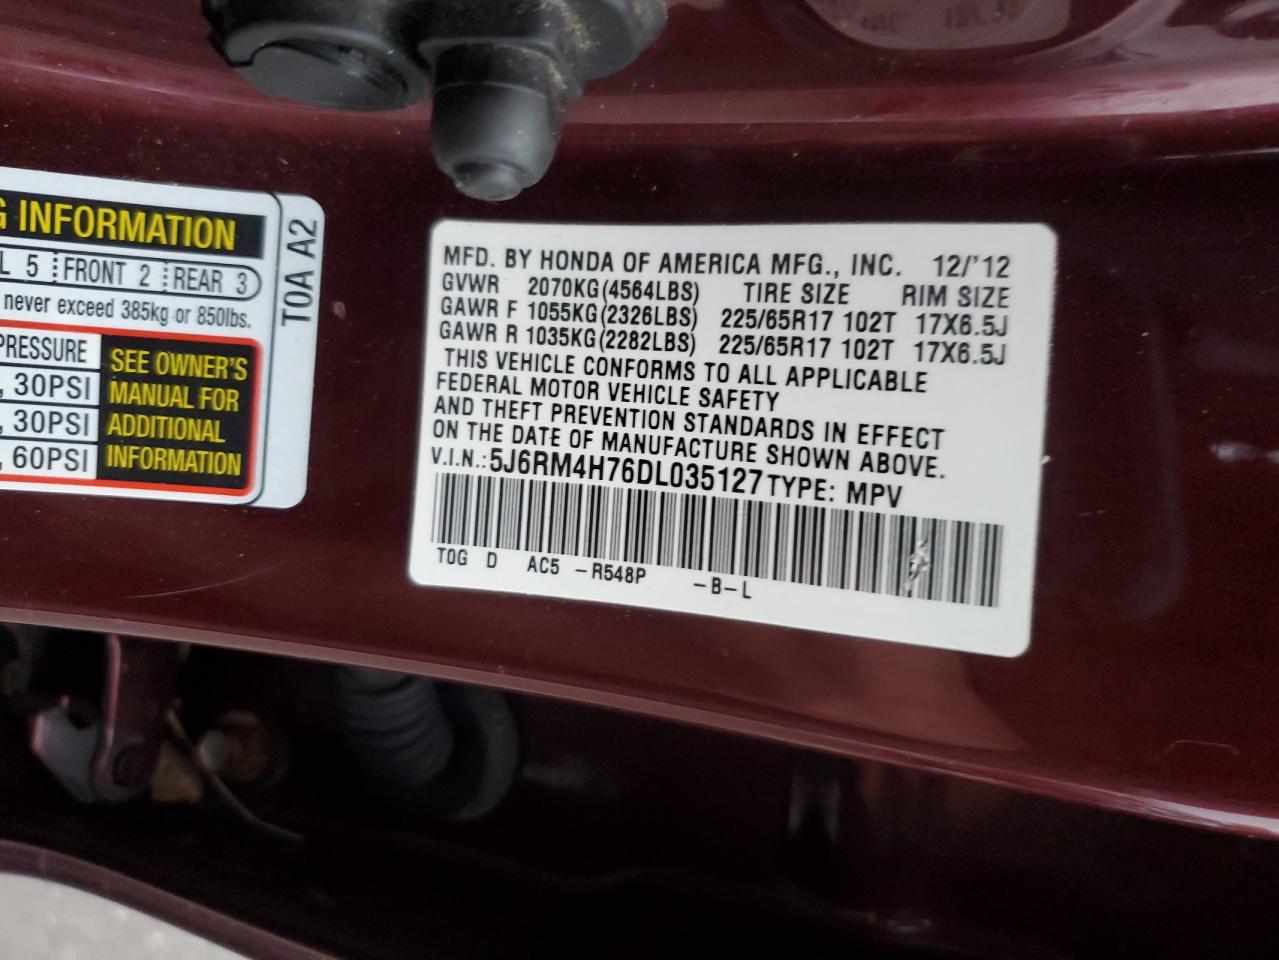 G INFORMATION
L 5 FRONT 2 REAR 3
never exceed 385kg or 850lbs.
PRESSURE
, 30PSI
, 30PSI
, 60PSI
SEE OWNER'S
MANUAL FOR
ADDITIONAL
INFORMATION
T0A A2
MFD. BY HONDA OF AMERICA MFG., INC. 12/'12
GVWR 2070KG(4564LBS) TIRE SIZE RIM SIZE
GAWR F 1055KG(2326LBS) 225/65R17 102T 17X6.5J
GAWR R 1035KG(2282LBS) 225/65R17 102T 17X6.5J
THIS VEHICLE CONFORMS TO ALL APPLICABLE
FEDERAL MOTOR VEHICLE SAFETY
AND THEFT PREVENTION STANDARDS IN EFFECT
ON THE DATE OF MANUFACTURE SHOWN ABOVE.
V.I.N.: 5J6RM4H76DL035127 TYPE: MPV
T0G D AC5 -R548P -B-L